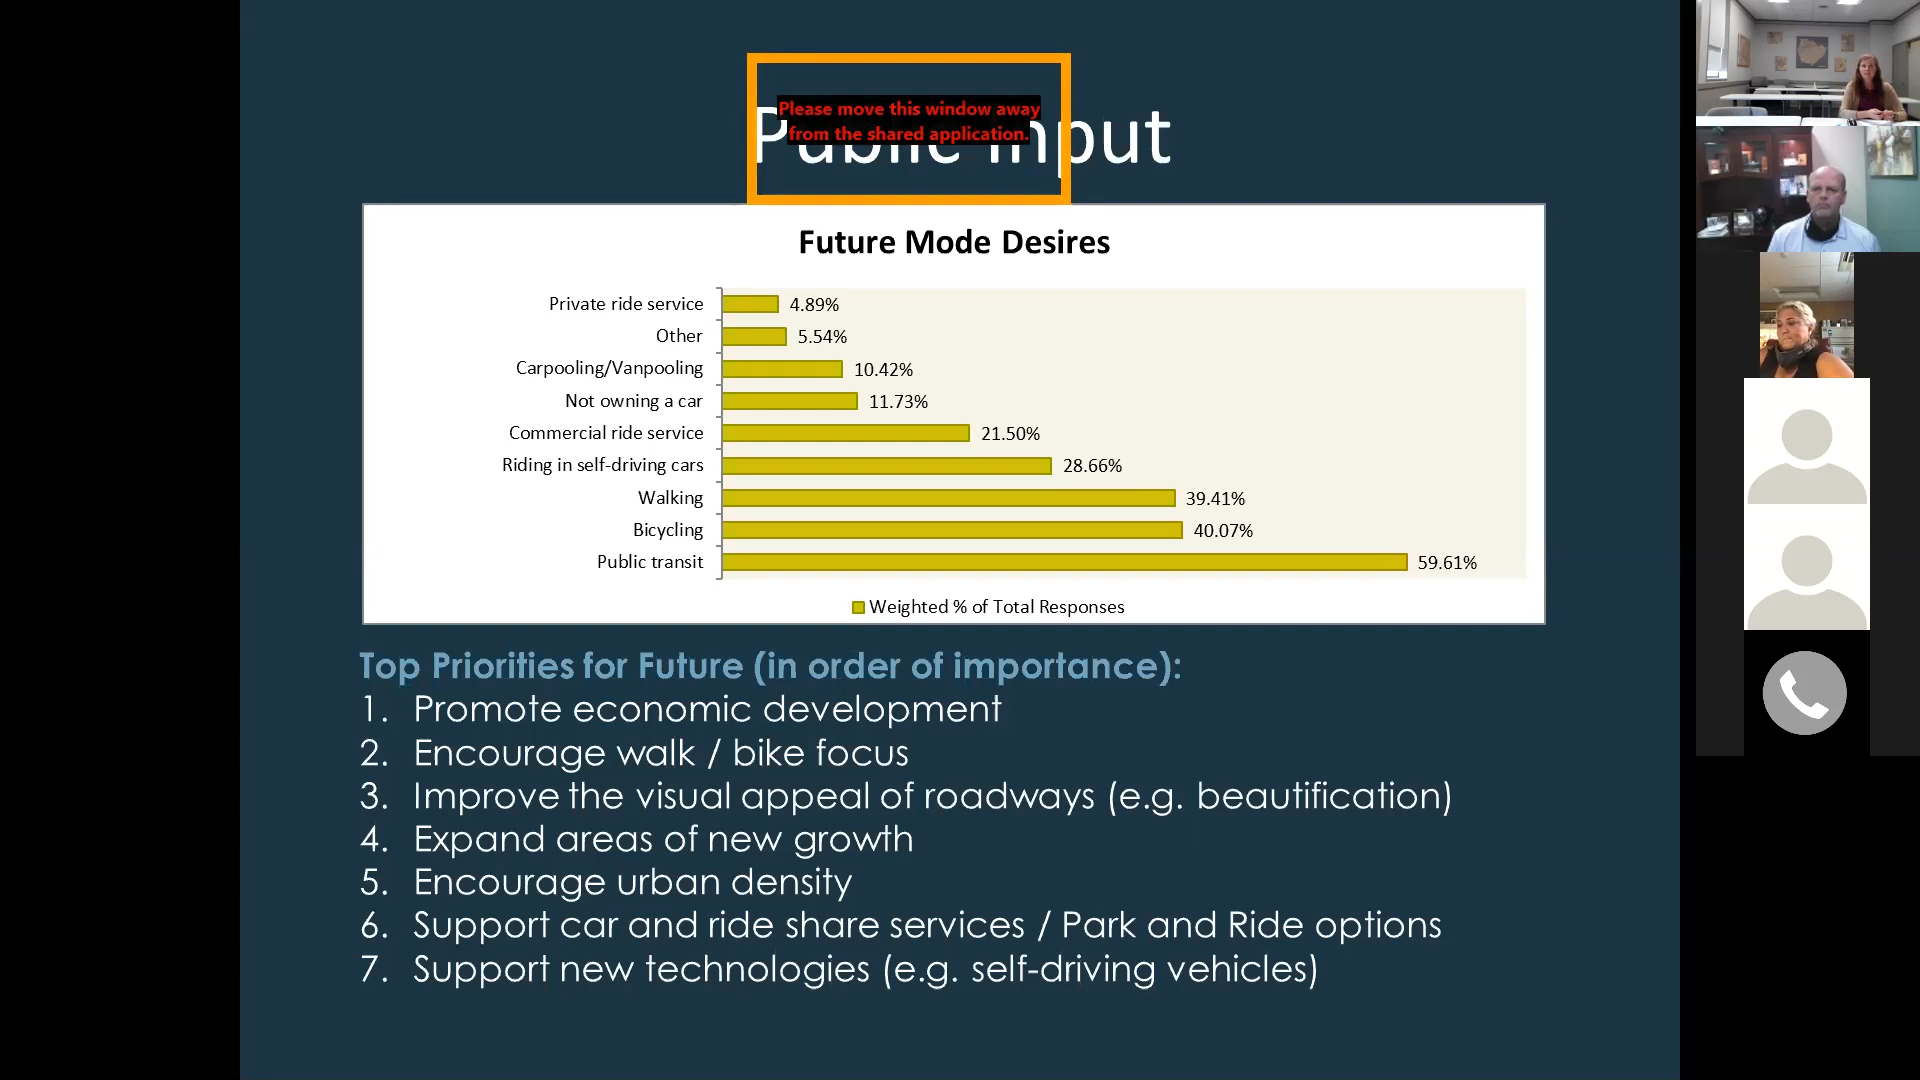 Please move this window away
from the shared application.
Public Input
Future Mode Desires
Private ride service 4.89%
Other 5.54%
Carpooling/Vanpooling 10.42%
Not owning a car 11.73%
Commercial ride service 21.50%
Riding in self-driving cars 28.66%
Walking 39.41%
Bicycling 40.07%
Public transit 59.61%
Weighted % of Total Responses
Top Priorities for Future (in order of importance):
1. Promote economic development
2. Encourage walk / bike focus
3. Improve the visual appeal of roadways (e.g. beautification)
4. Expand areas of new growth
5. Encourage urban density
6. Support car and ride share services / Park and Ride options
7. Support new technologies (e.g. self-driving vehicles)